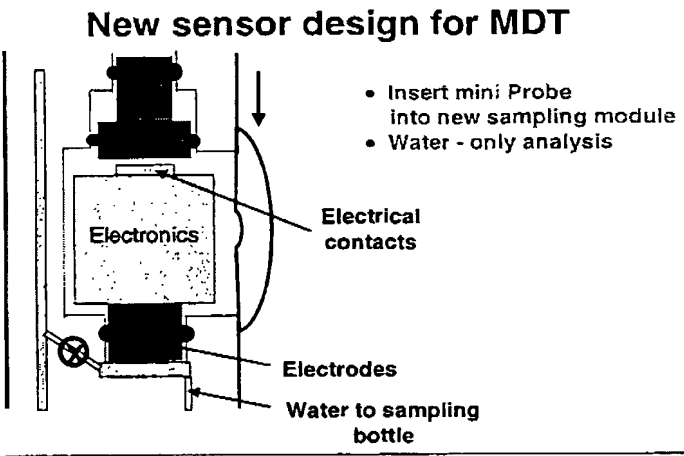 New sensor design for MDT
• Insert mini Probe
into new sampling module
• Water - only analysis
Electrical
contacts
Electronics
Electrodes
Water to sampling
bottle